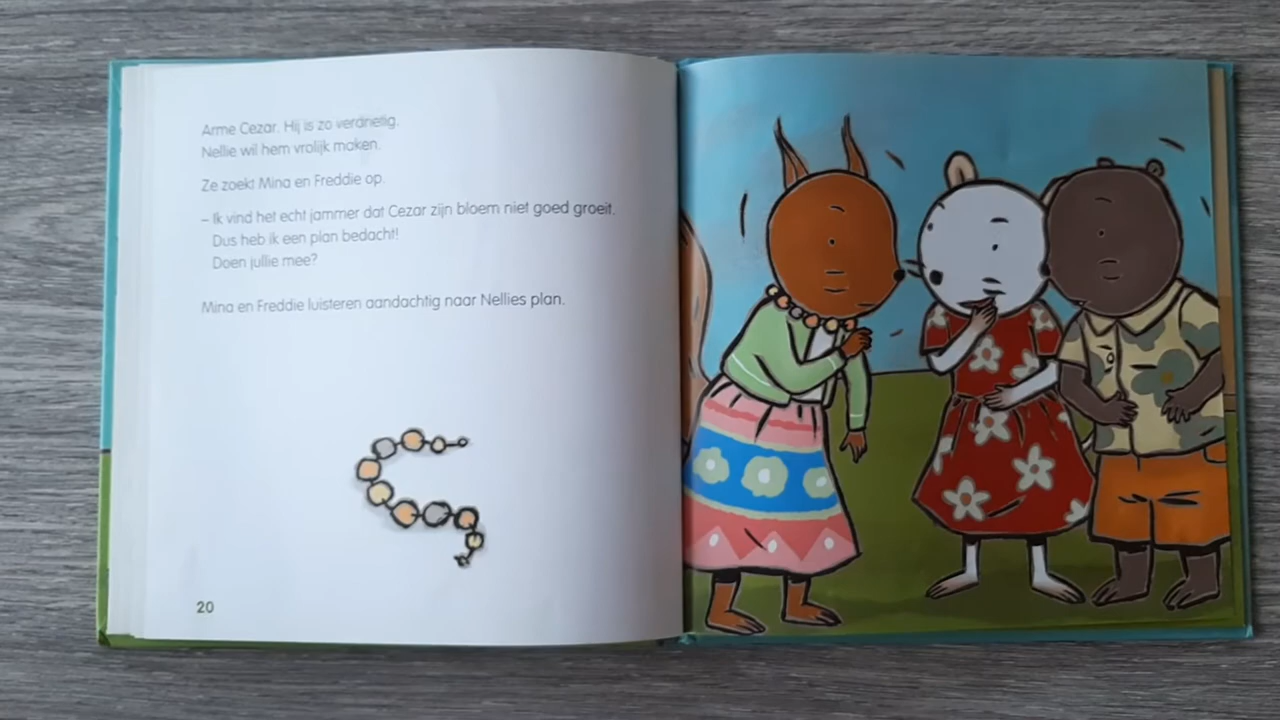 Arme Cezar. Hij is zo verdrietig.
Nellie wil hem vrolijk maken.
Ze zoekt Mina en Freddie op.
– Ik vind het echt jammer dat Cezar zijn bloem niet goed groeit.
Dus heb ik een plan bedacht!
Doen jullie mee?
Mina en Freddie luisteren aandachtig naar Nellies plan.
20